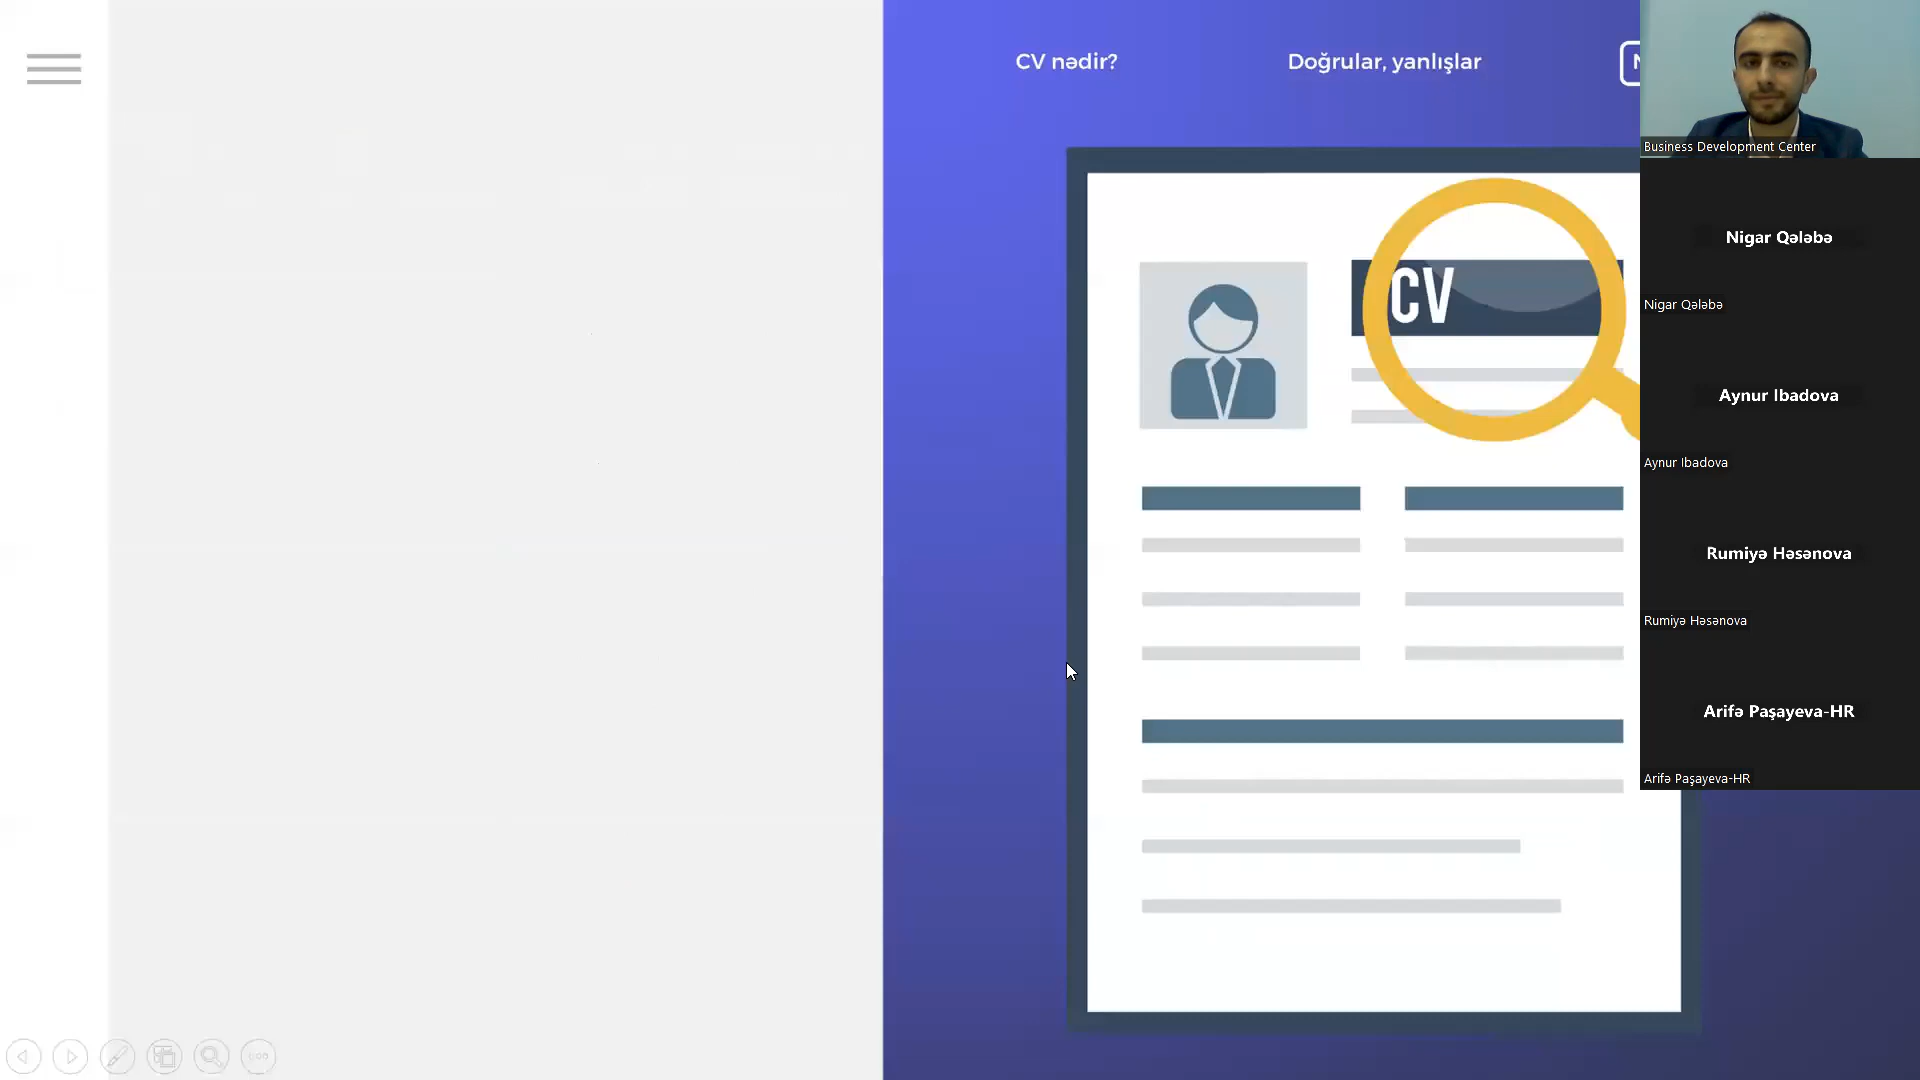 CV nədir?
Doğrular, yanlışlar
CV
Business Development Center
Nigar Qələbə
Nigar Qələbə
Aynur Ibadova
Aynur Ibadova
Rumiyə Həsənova
Rumiyə Həsənova
Arifə Paşayeva-HR
Arifə Paşayeva-HR